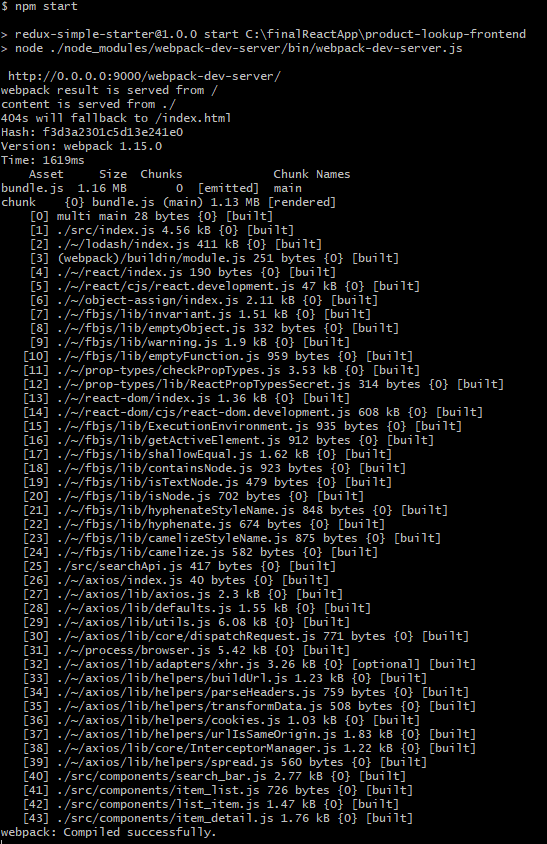 $ npm start
> redux-simple-starter@1.0.0 start C:\finalReactApp\product-lookup-frontend
> node ./node_modules/webpack-dev-server/bin/webpack-dev-server.js
http://0.0.0.0:9000/webpack-dev-server/
webpack result is served from /
content is served from ./
404s will fallback to /index.html
Hash: f3d3a2301c5d13e241e0
Version: webpack 1.15.0
Time: 1619ms
Asset Size Chunks Chunk Names
bundle.js 1.16 MB 0 [emitted] main
chunk {0} bundle.js (main) 1.13 MB [rendered]
[0] multi main 28 bytes {0} [built]
[1] ./src/index.js 4.56 kB {0} [built]
[2] ./~/lodash/index.js 411 kB {0} [built]
[3] (webpack)/buildin/module.js 251 bytes {0} [built]
[4] ./~/react/index.js 190 bytes {0} [built]
[5] ./~/react/cjs/react.development.js 47 kB {0} [built]
[6] ./~/object-assign/index.js 2.11 kB {0} [built]
[7] ./~/fbjs/lib/invariant.js 1.51 kB {0} [built]
[8] ./~/fbjs/lib/emptyObject.js 332 bytes {0} [built]
[9] ./~/fbjs/lib/warning.js 1.9 kB {0} [built]
[10] ./~/fbjs/lib/emptyFunction.js 959 bytes {0} [built]
[11] ./~/prop-types/checkPropTypes.js 3.53 kB {0} [built]
[12] ./~/prop-types/lib/ReactPropTypesSecret.js 314 bytes {0} [built]
[13] ./~/react-dom/index.js 1.36 kB {0} [built]
[14] ./~/react-dom/cjs/react-dom.development.js 608 kB {0} [built]
[15] ./~/fbjs/lib/ExecutionEnvironment.js 935 bytes {0} [built]
[16] ./~/fbjs/lib/getActiveElement.js 912 bytes {0} [built]
[17] ./~/fbjs/lib/shallowEqual.js 1.62 kB {0} [built]
[18] ./~/fbjs/lib/containsNode.js 923 bytes {0} [built]
[19] ./~/fbjs/lib/isTextNode.js 479 bytes {0} [built]
[20] ./~/fbjs/lib/isNode.js 702 bytes {0} [built]
[21] ./~/fbjs/lib/hyphenateStyleName.js 848 bytes {0} [built]
[22] ./~/fbjs/lib/hyphenate.js 674 bytes {0} [built]
[23] ./~/fbjs/lib/camelizeStyleName.js 875 bytes {0} [built]
[24] ./~/fbjs/lib/camelize.js 582 bytes {0} [built]
[25] ./src/searchApi.js 417 bytes {0} [built]
[26] ./~/axios/index.js 40 bytes {0} [built]
[27] ./~/axios/lib/axios.js 2.3 kB {0} [built]
[28] ./~/axios/lib/defaults.js 1.55 kB {0} [built]
[29] ./~/axios/lib/utils.js 6.08 kB {0} [built]
[30] ./~/axios/lib/core/dispatchRequest.js 771 bytes {0} [built]
[31] ./~/process/browser.js 5.42 kB {0} [built]
[32] ./~/axios/lib/adapters/xhr.js 3.26 kB {0} [optional] [built]
[33] ./~/axios/lib/helpers/buildUrl.js 1.23 kB {0} [built]
[34] ./~/axios/lib/helpers/parseHeaders.js 759 bytes {0} [built]
[35] ./~/axios/lib/helpers/transformData.js 508 bytes {0} [built]
[36] ./~/axios/lib/helpers/cookies.js 1.03 kB {0} [built]
[37] ./~/axios/lib/helpers/urlIsSameOrigin.js 1.83 kB {0} [built]
[38] ./~/axios/lib/core/InterceptorManager.js 1.22 kB {0} [built]
[39] ./~/axios/lib/helpers/spread.js 560 bytes {0} [built]
[40] ./src/components/search_bar.js 2.77 kB {0} [built]
[41] ./src/components/item_list.js 726 bytes {0} [built]
[42] ./src/components/list_item.js 1.47 kB {0} [built]
[43] ./src/components/item_detail.js 1.76 kB {0} [built]
webpack: Compiled successfully.